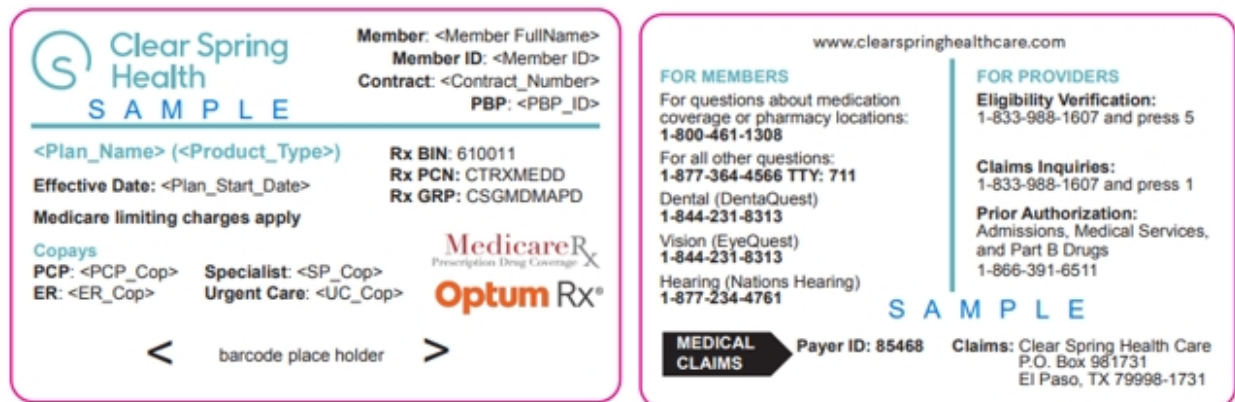 Clear Spring
Health
SAMPLE
Member: <Member FullName>
Member ID: <Member ID>
Contract: <Contract_Number>
PBP: <PBP_ID>
<Plan_Name> (<Product_Type>)
Effective Date: <Plan_Start_Date>
Medicare limiting charges apply
Rx BIN: 610011
Rx PCN: CTRXMEDD
Rx GRP: CSGMDMAPD
Copays
PCP: <PCP_Cop> Specialist: <SP_Cop>
ER: <ER_Cop> Urgent Care: <UC_Cop>
MedicareRx
Prescription Drug Coverage
Optum Rx®
< barcode place holder >
www.clearspringhealthcare.com
FOR MEMBERS
For questions about medication
coverage or pharmacy locations:
1-800-461-1308
For all other questions:
1-877-364-4566 TTY: 711
Dental (DentaQuest)
1-844-231-8313
Vision (EyeQuest)
1-844-231-8313
Hearing (Nations Hearing)
1-877-234-4761
FOR PROVIDERS
Eligibility Verification:
1-833-988-1607 and press 5
Claims Inquiries:
1-833-988-1607 and press 1
Prior Authorization:
Admissions, Medical Services,
and Part B Drugs
1-866-391-6511
SAMPLE
MEDICAL
CLAIMS
Payer ID: 85468
Claims: Clear Spring Health Care
P.O. Box 981731
El Paso, TX 79998-1731